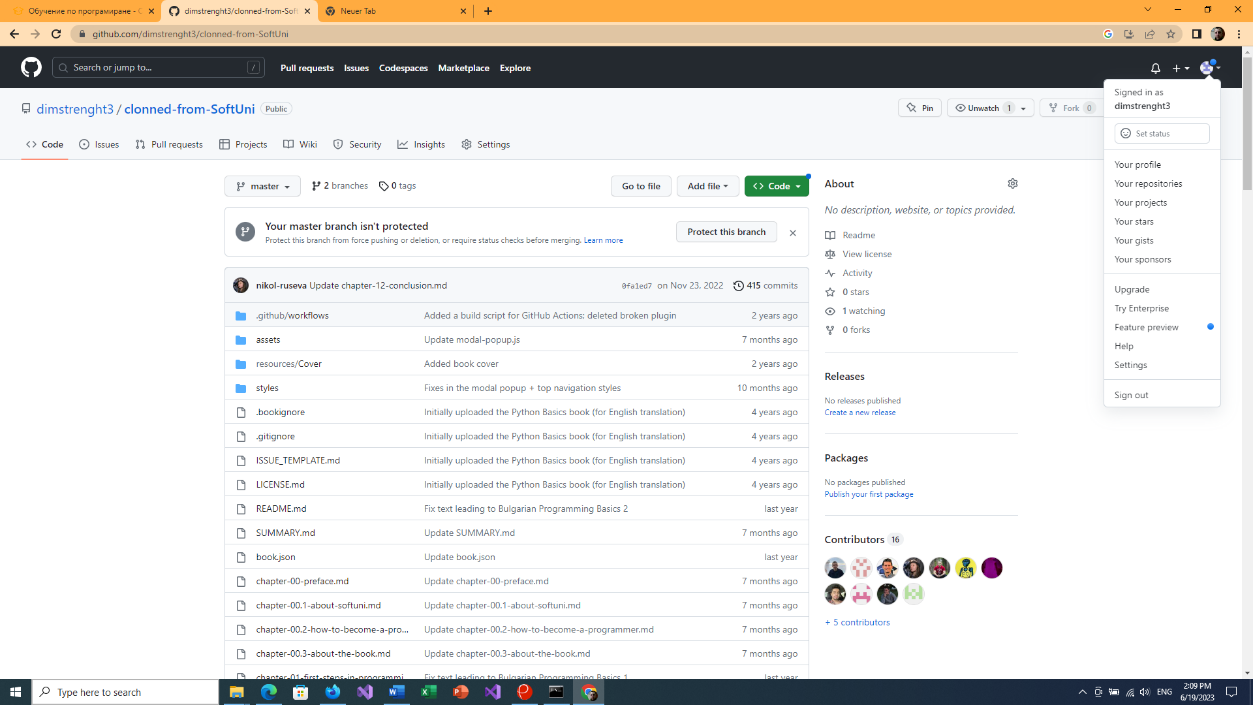 Обучение по програмиране - С
dimstrenght3/clonned-from-Soft
Neuer Tab
github.com/dimstrenght3/clonned-from-SoftUni
Search or jump to...
/
Pull requests
Issues
Codespaces
Marketplace
Explore
dimstrenght3 / clonned-from-SoftUni
Public
Pin
Unwatch 1
Fork 0
Code
Issues
Pull requests
Projects
Wiki
Security
Insights
Settings
master
2 branches
0 tags
Go to file
Add file
Code
Your master branch isn't protected
Protect this branch from force pushing or deletion, or require status checks before merging. Learn more
Protect this branch
nikol-ruseva Update chapter-12-conclusion.md
0fa1ed7 on Nov 23, 2022
415 commits
.github/workflows Added a build script for GitHub Actions: deleted broken plugin 2 years ago
assets Update modal-popup.js 7 months ago
resources/Cover Added book cover 2 years ago
styles Fixes in the modal popup + top navigation styles 10 months ago
.bookignore Initially uploaded the Python Basics book (for English translation) 4 years ago
.gitignore Initially uploaded the Python Basics book (for English translation) 4 years ago
ISSUE_TEMPLATE.md Initially uploaded the Python Basics book (for English translation) 4 years ago
LICENSE.md Initially uploaded the Python Basics book (for English translation) 4 years ago
README.md Fix text leading to Bulgarian Programming Basics 2 last year
SUMMARY.md Update SUMMARY.md 7 months ago
book.json Update book.json last year
chapter-00-preface.md Update chapter-00-preface.md 7 months ago
chapter-00.1-about-softuni.md Update chapter-00.1-about-softuni.md 7 months ago
chapter-00.2-how-to-become-a-pro... Update chapter-00.2-how-to-become-a-programmer.md 7 months ago
chapter-00.3-about-the-book.md Update chapter-00.3-about-the-book.md 7 months ago
chapter-01-first-steps-in-programmi... Fix text leading to Bulgarian Programming Basics 1 last year
About
No description, website, or topics provided.
Readme
View license
Activity
0 stars
1 watching
0 forks
Releases
No releases published
Create a new release
Packages
No packages published
Publish your first package
Contributors 16
+ 5 contributors
Signed in as
dimstrenght3
Set status
Your profile
Your repositories
Your projects
Your stars
Your gists
Your sponsors
Upgrade
Try Enterprise
Feature preview
Help
Settings
Sign out
Type here to search
ENG
2:09 PM
6/19/2023